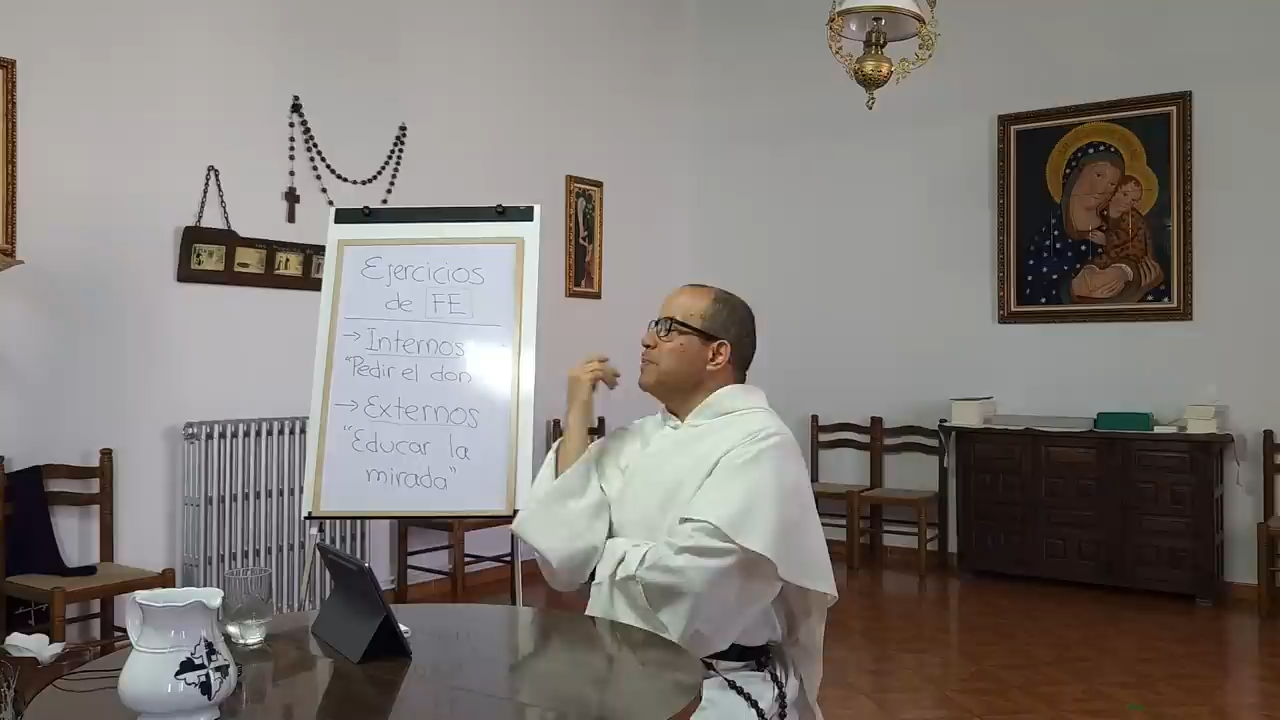 Ejercicios
de FE
→ Internos
"Pedir el don
→ Externos
"Educar la
mirada"